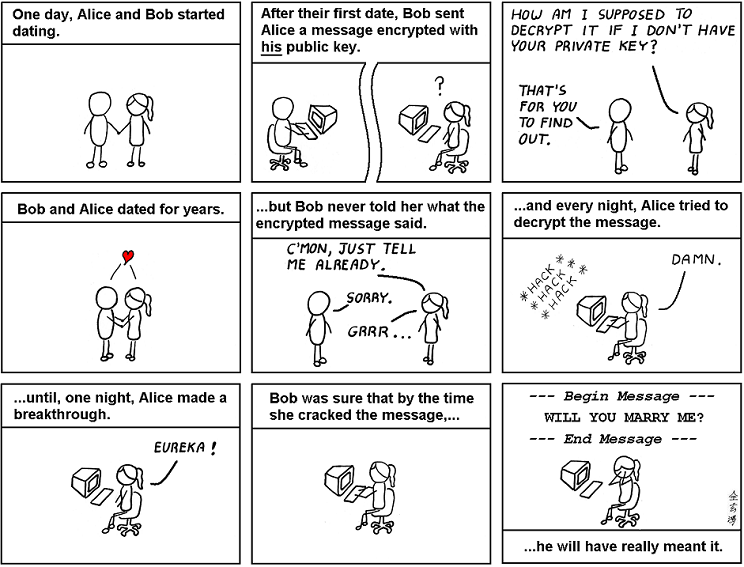 One day, Alice and Bob started
dating.
After their first date, Bob sent
Alice a message encrypted with
his public key.
?
HOW AM I SUPPOSED TO
DECRYPT IT IF I DON'T HAVE
YOUR PRIVATE KEY?
THAT'S
FOR YOU
TO FIND
OUT.
Bob and Alice dated for years.
...but Bob never told her what the
encrypted message said.
C'MON, JUST TELL
ME ALREADY.
SORRY.
GRRR...
...and every night, Alice tried to
decrypt the message.
*HACK*
*HACK*
*HACK*
DAMN.
...until, one night, Alice made a
breakthrough.
EUREKA!
Bob was sure that by the time
she cracked the message,...
--- Begin Message ---
WILL YOU MARRY ME?
--- End Message ---
...he will have really meant it.